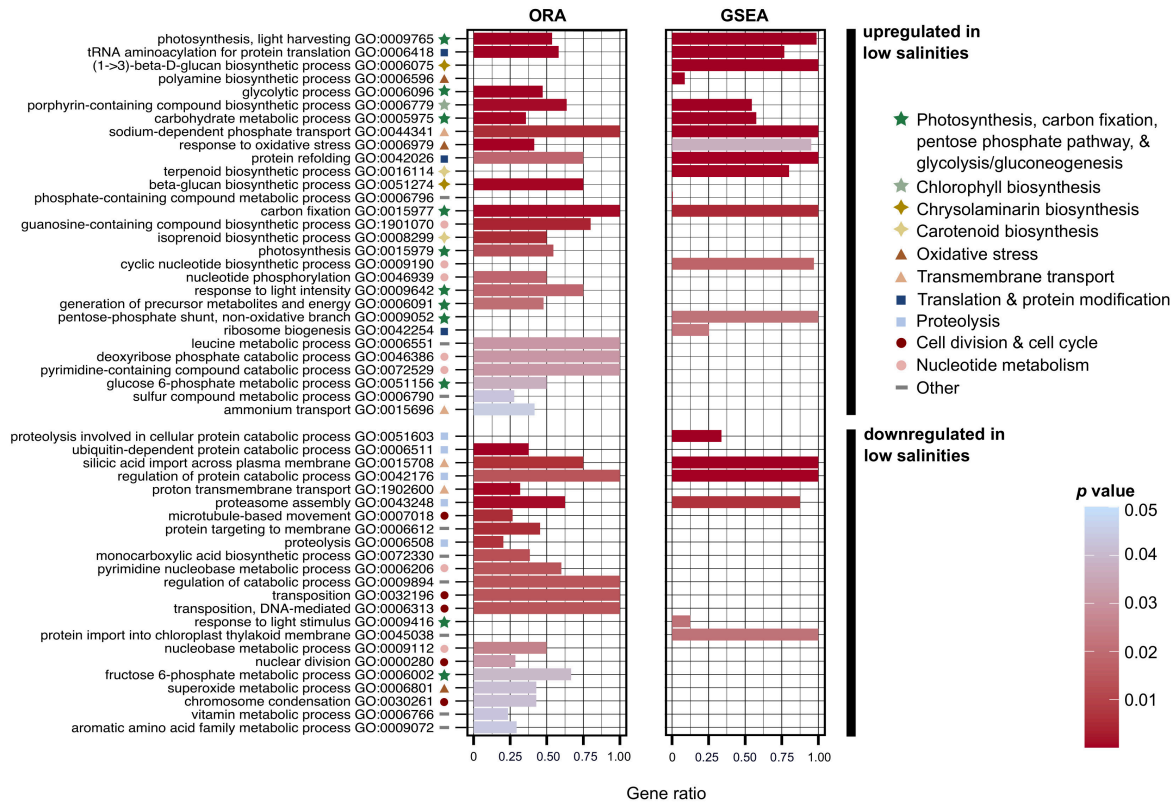 ORA
GSEA
photosynthesis, light harvesting GO:0009765
tRNA aminoacylation for protein translation GO:0006418
(1->3)-beta-D-glucan biosynthetic process GO:0006075
polyamine biosynthetic process GO:0006596
glycolytic process GO:0006096
porphyrin-containing compound biosynthetic process GO:0006779
carbohydrate metabolic process GO:0005975
sodium-dependent phosphate transport GO:0044341
response to oxidative stress GO:0006979
protein refolding GO:0042026
terpenoid biosynthetic process GO:0016114
beta-glucan biosynthetic process GO:0051274
phosphate-containing compound metabolic process GO:0006796
carbon fixation GO:0015977
guanosine-containing compound biosynthetic process GO:1901070
isoprenoid biosynthetic process GO:0008299
photosynthesis GO:0015979
cyclic nucleotide biosynthetic process GO:0009190
nucleotide phosphorylation GO:0046939
response to light intensity GO:0009642
generation of precursor metabolites and energy GO:0006091
pentose-phosphate shunt, non-oxidative branch GO:0009052
ribosome biogenesis GO:0042254
leucine metabolic process GO:0006551
deoxyribose phosphate catabolic process GO:0046386
pyrimidine-containing compound catabolic process GO:0072529
glucose 6-phosphate metabolic process GO:0051156
sulfur compound metabolic process GO:0006790
ammonium transport GO:0015696
proteolysis involved in cellular protein catabolic process GO:0051603
ubiquitin-dependent protein catabolic process GO:0006511
silicic acid import across plasma membrane GO:0015708
regulation of protein catabolic process GO:0042176
proton transmembrane transport GO:1902600
proteasome assembly GO:0043248
microtubule-based movement GO:0007018
protein targeting to membrane GO:0006612
proteolysis GO:0006508
monocarboxylic acid biosynthetic process GO:0072330
pyrimidine nucleobase metabolic process GO:0006206
regulation of catabolic process GO:0009894
transposition GO:0032196
transposition, DNA-mediated GO:0006313
response to light stimulus GO:0009416
protein import into chloroplast thylakoid membrane GO:0045038
nucleobase metabolic process GO:0009112
nuclear division GO:0000280
fructose 6-phosphate metabolic process GO:0006002
superoxide metabolic process GO:0006801
chromosome condensation GO:0030261
vitamin metabolic process GO:0006766
aromatic amino acid family metabolic process GO:0009072
0 0.25 0.50 0.75 1.00
0 0.25 0.50 0.75 1.00
Gene ratio
upregulated in
low salinities
Photosynthesis, carbon fixation,
pentose phosphate pathway, &
glycolysis/gluconeogenesis
Chlorophyll biosynthesis
Chrysolaminarin biosynthesis
Carotenoid biosynthesis
Oxidative stress
Transmembrane transport
Translation & protein modification
Proteolysis
Cell division & cell cycle
Nucleotide metabolism
Other
downregulated in
low salinities
p value
0.05
0.04
0.03
0.02
0.01